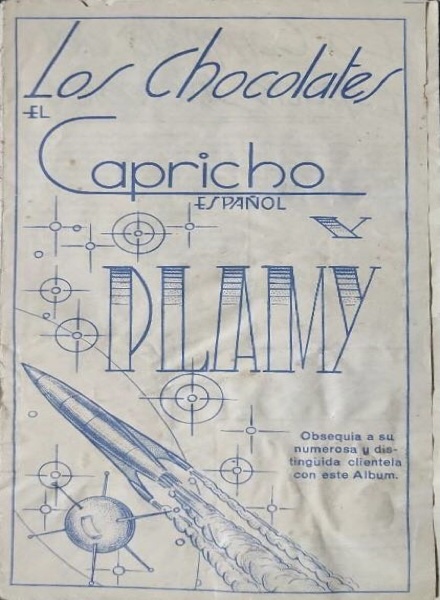 Los Chocolates
EL
Capricho
ESPAÑOL
Y
PLAMY
Obsequia a su
numerosa y dis-
tinguida clientela
con este Album.